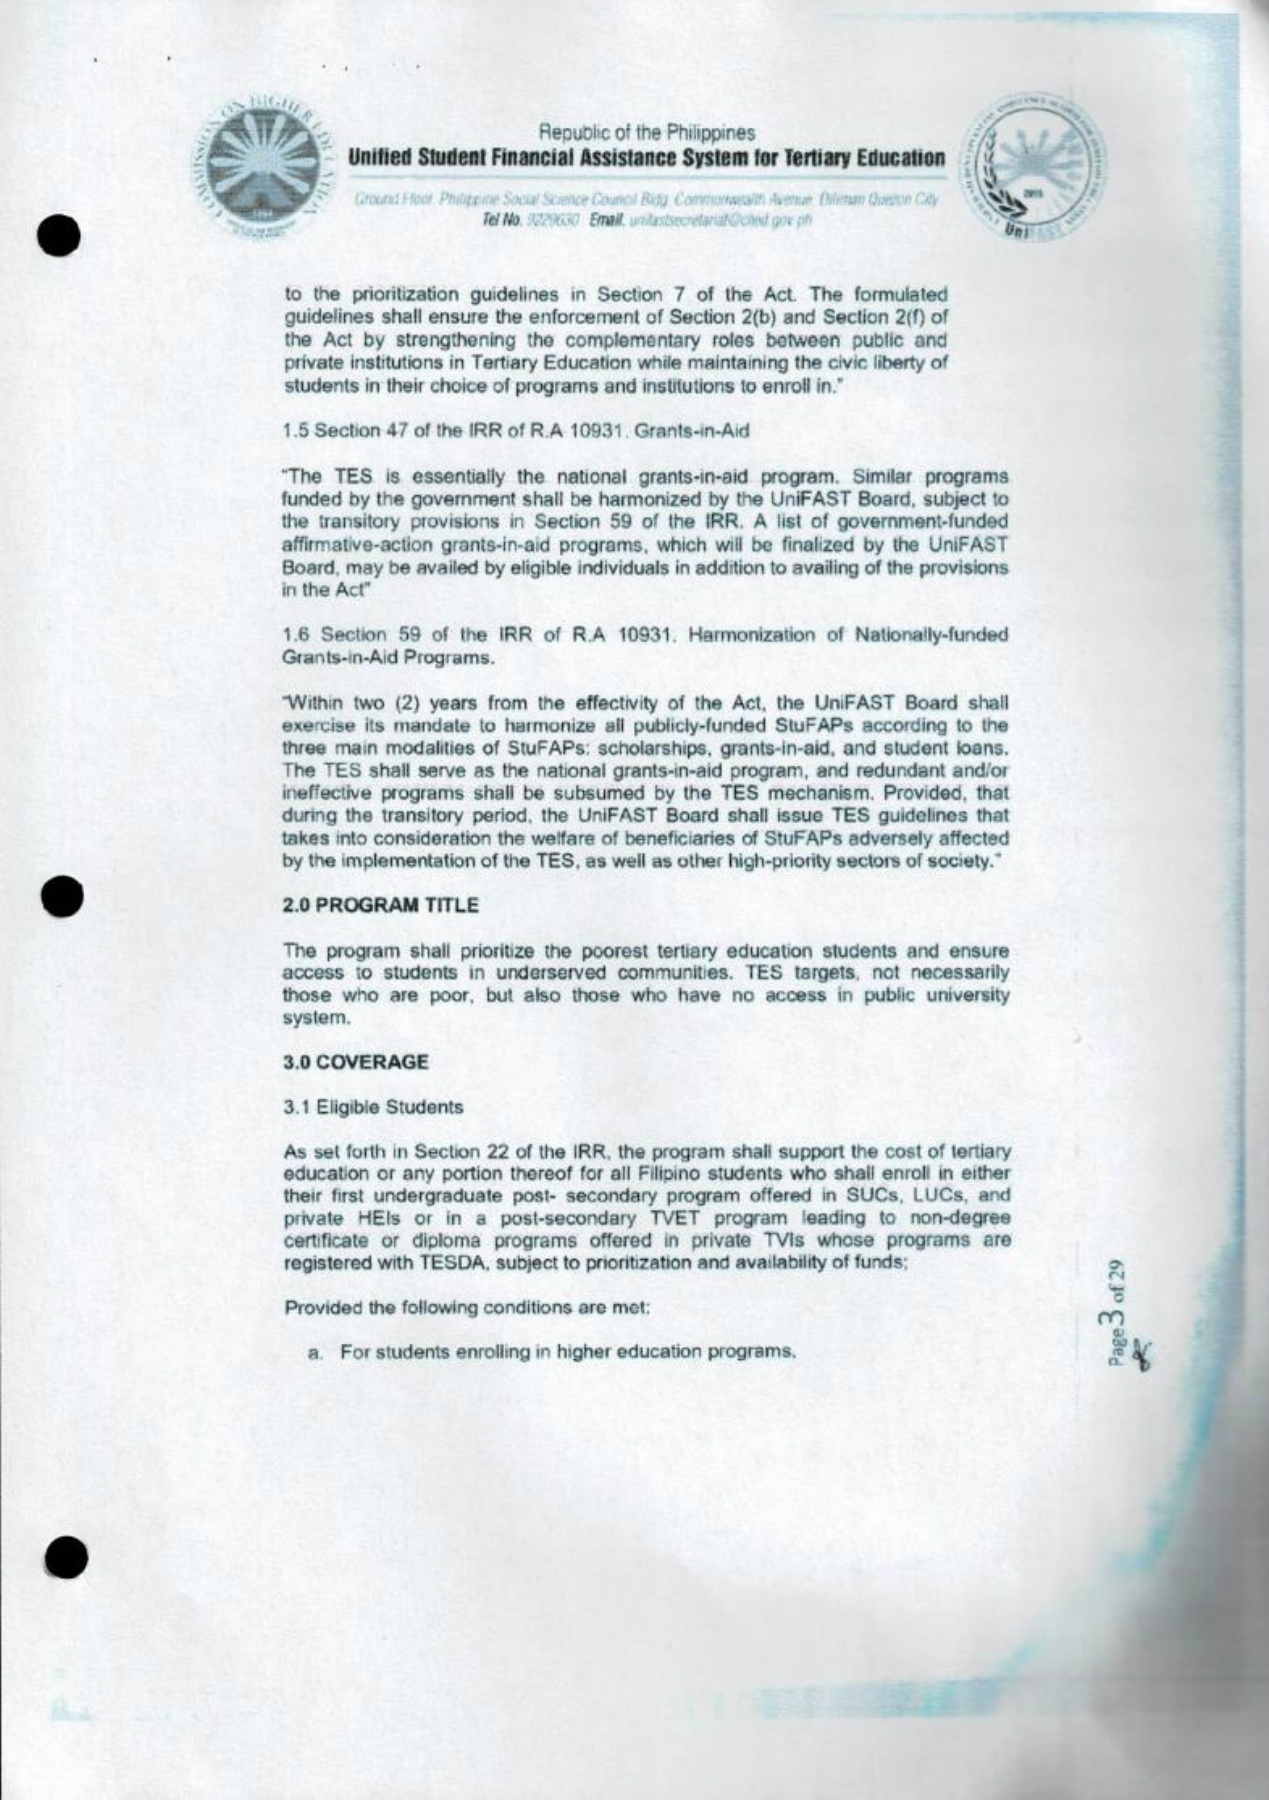 COMMISSION ON HIGHER EDUCATION
Republic of the Philippines
Unified Student Financial Assistance System for Tertiary Education
Ground Floor, Philippine Social Science Council Bldg. Commonwealth Avenue, Diliman Quezon City
Tel No. 9229630 Email. unifastsecretariat@ched.gov.ph
2015
UniFAST
to the prioritization guidelines in Section 7 of the Act. The formulated
guidelines shall ensure the enforcement of Section 2(b) and Section 2(f) of
the Act by strengthening the complementary roles between public and
private institutions in Tertiary Education while maintaining the civic liberty of
students in their choice of programs and institutions to enroll in."
1.5 Section 47 of the IRR of R.A 10931. Grants-in-Aid
"The TES is essentially the national grants-in-aid program. Similar programs
funded by the government shall be harmonized by the UniFAST Board, subject to
the transitory provisions in Section 59 of the IRR. A list of government-funded
affirmative-action grants-in-aid programs, which will be finalized by the UniFAST
Board, may be availed by eligible individuals in addition to availing of the provisions
in the Act"
1.6 Section 59 of the IRR of R.A 10931. Harmonization of Nationally-funded
Grants-in-Aid Programs.
"Within two (2) years from the effectivity of the Act, the UniFAST Board shall
exercise its mandate to harmonize all publicly-funded StuFAPs according to the
three main modalities of StuFAPs: scholarships, grants-in-aid, and student loans.
The TES shall serve as the national grants-in-aid program, and redundant and/or
ineffective programs shall be subsumed by the TES mechanism. Provided, that
during the transitory period, the UniFAST Board shall issue TES guidelines that
takes into consideration the welfare of beneficiaries of StuFAPs adversely affected
by the implementation of the TES, as well as other high-priority sectors of society."
2.0 PROGRAM TITLE
The program shall prioritize the poorest tertiary education students and ensure
access to students in underserved communities. TES targets, not necessarily
those who are poor, but also those who have no access in public university
system.
3.0 COVERAGE
3.1 Eligible Students
As set forth in Section 22 of the IRR, the program shall support the cost of tertiary
education or any portion thereof for all Filipino students who shall enroll in either
their first undergraduate post- secondary program offered in SUCs, LUCs, and
private HEIs or in a post-secondary TVET program leading to non-degree
certificate or diploma programs offered in private TVIs whose programs are
registered with TESDA, subject to prioritization and availability of funds;
Provided the following conditions are met:
a. For students enrolling in higher education programs.
Page 3 of 29